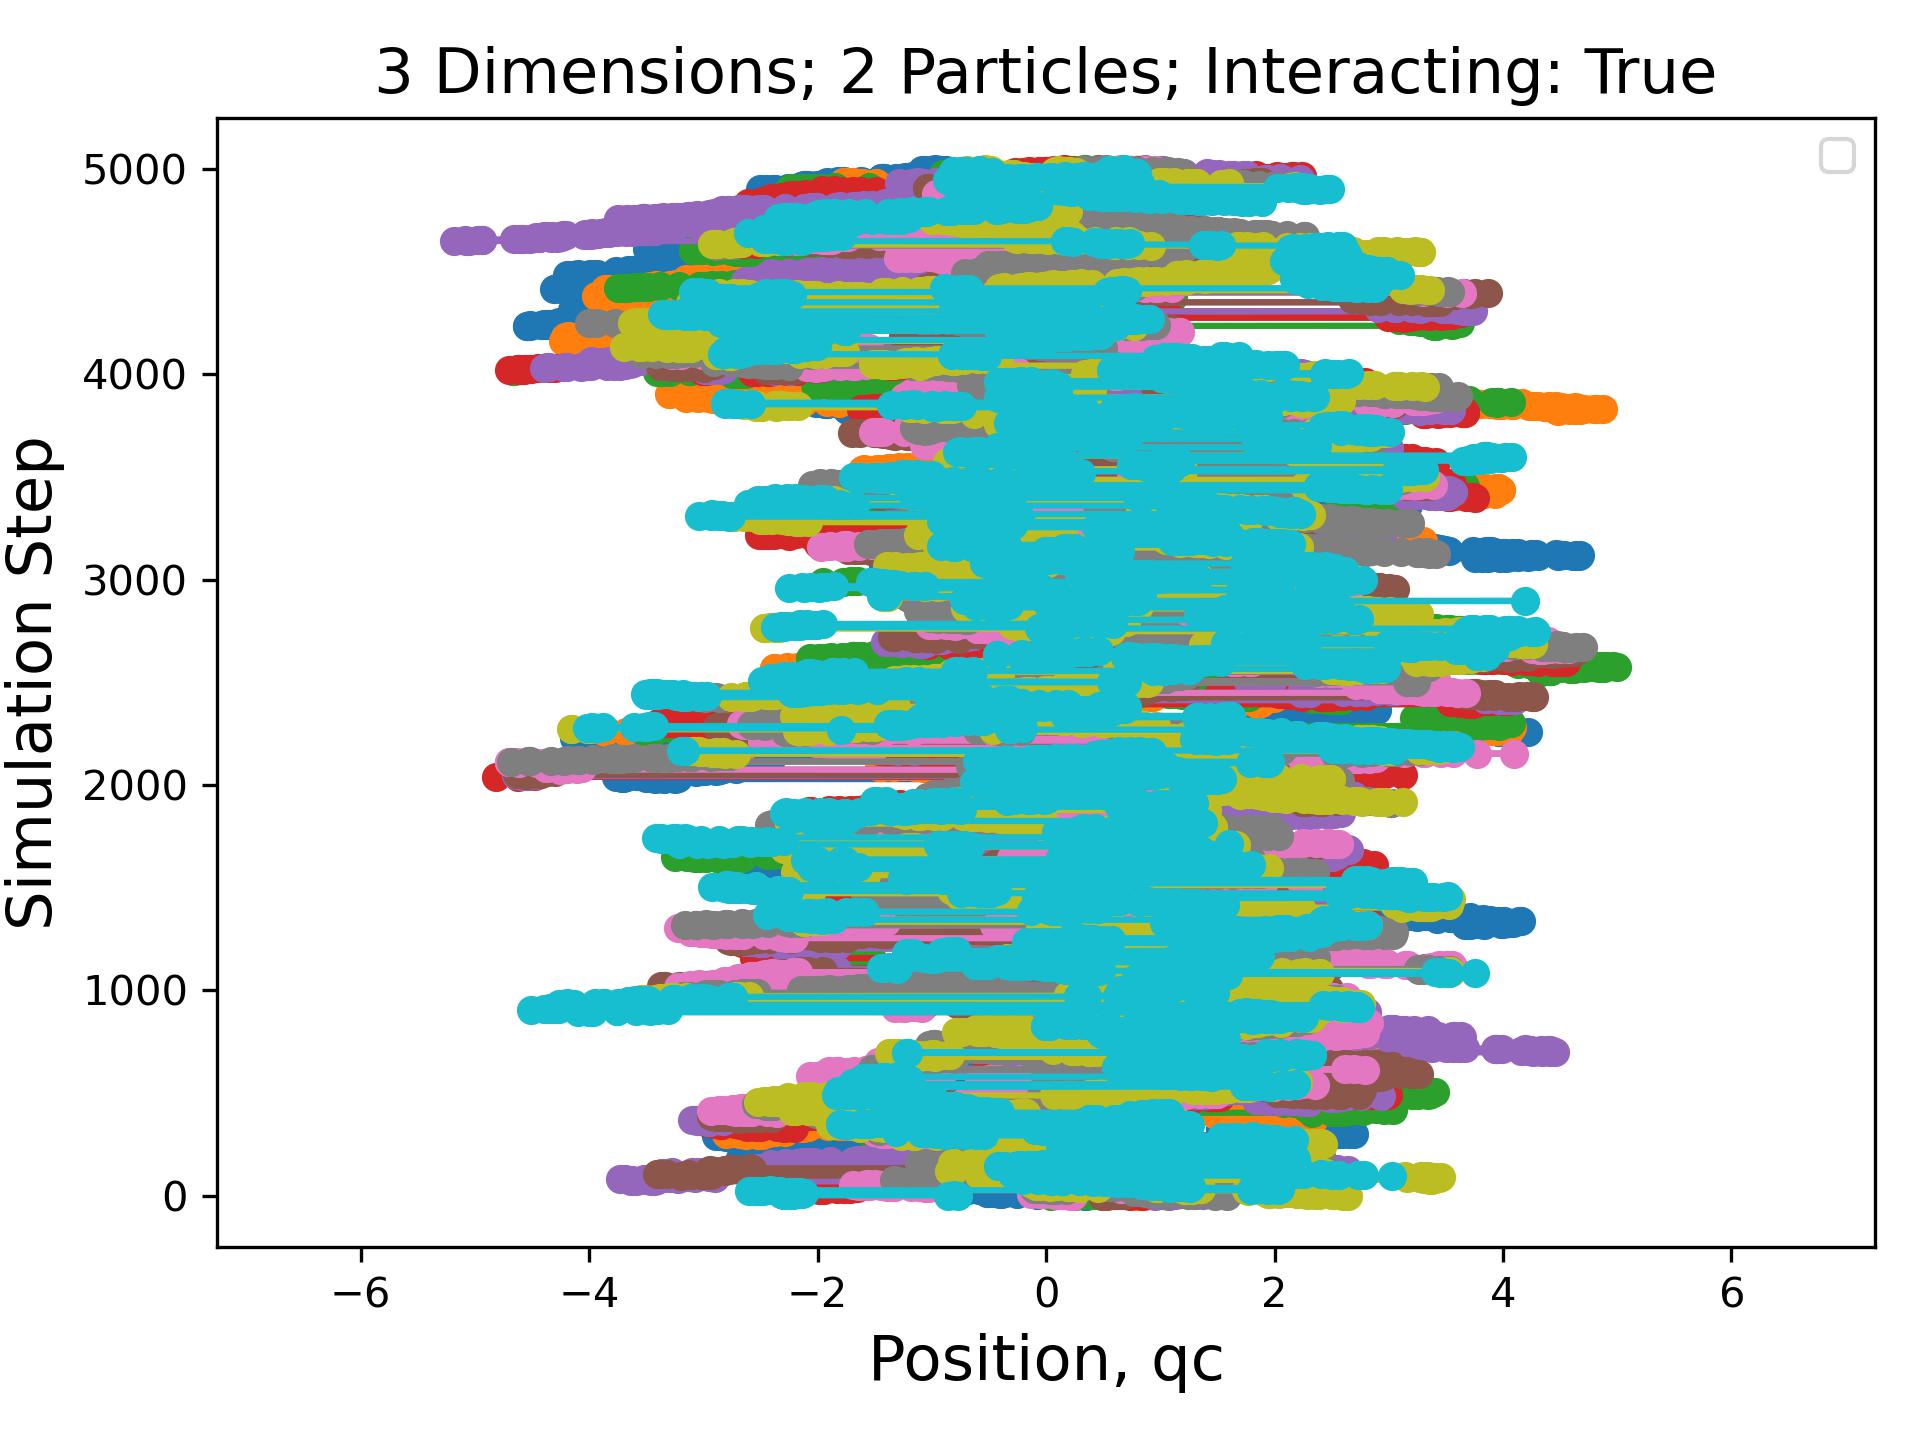 3 Dimensions; 2 Particles; Interacting: True
Simulation Step
5000
4000
3000
2000
1000
0
−6 −4 −2 0 2 4 6
Position, qc